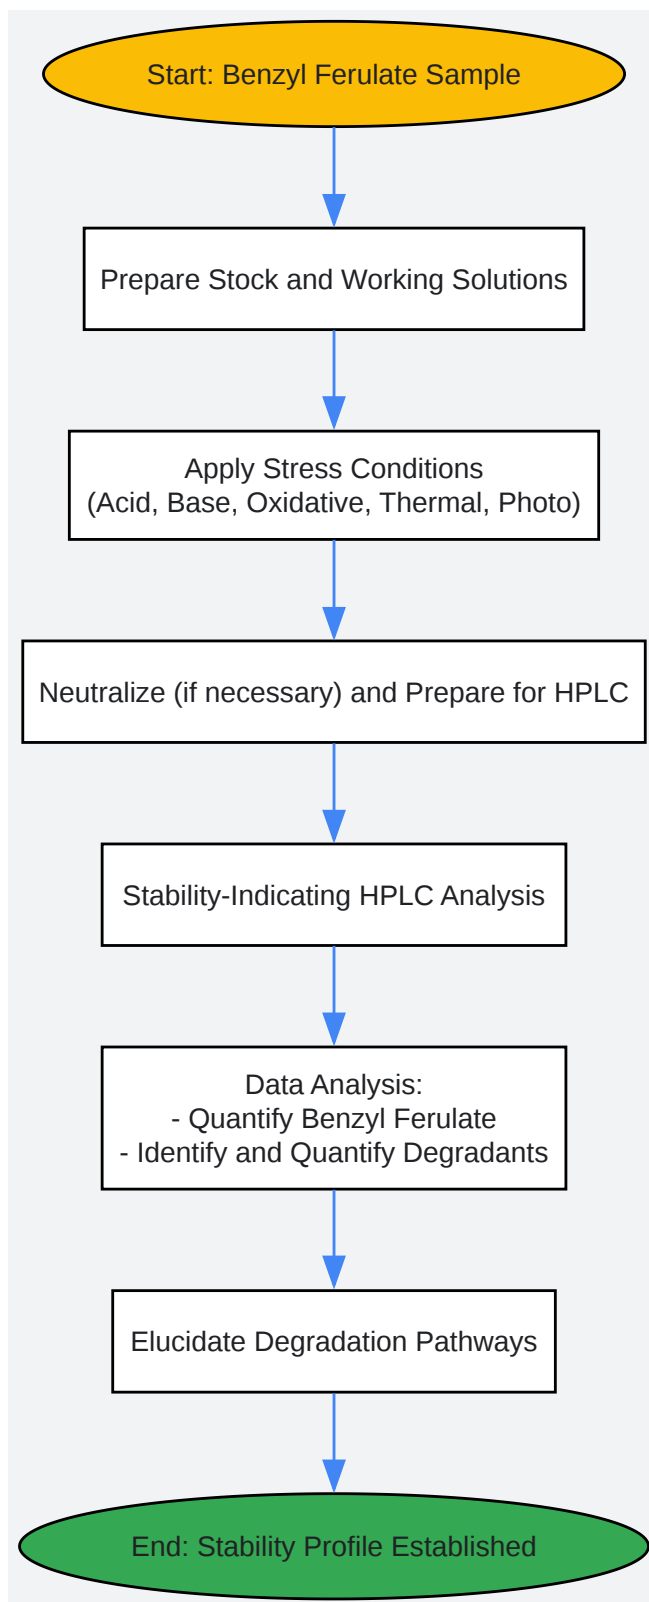 Start: Benzyl Ferulate Sample
Prepare Stock and Working Solutions
Apply Stress Conditions
(Acid, Base, Oxidative, Thermal, Photo)
Neutralize (if necessary) and Prepare for HPLC
Stability-Indicating HPLC Analysis
Data Analysis:
- Quantify Benzyl Ferulate
- Identify and Quantify Degradants
Elucidate Degradation Pathways
End: Stability Profile Established